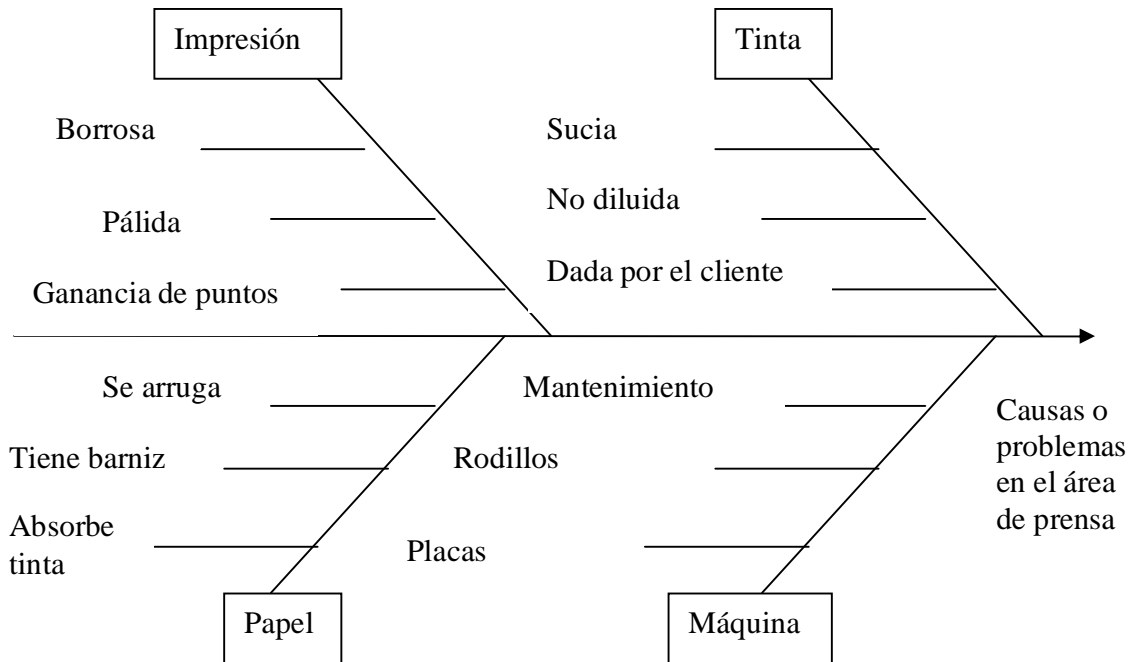 Impresión
Tinta
Borrosa
Sucia
Pálida
No diluida
Ganancia de puntos
Dada por el cliente
Se arruga
Mantenimiento
Tiene barniz
Rodillos
Absorbe
tinta
Placas
Causas o
problemas
en el área
de prensa
Papel
Máquina